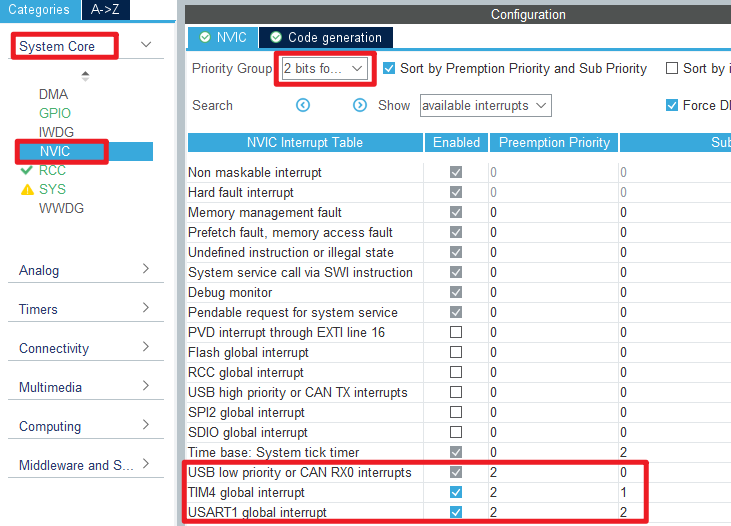 Categories A->Z
System Core
DMA
GPIO
IWDG
NVIC
RCC
SYS
WWDG
Analog
Timers
Connectivity
Multimedia
Computing
Middleware and S...
Configuration
NVIC Code generation
Priority Group 2 bits fo... Sort by Premption Priority and Sub Priority Sort by i
Search Show available interrupts Force D
NVIC Interrupt Table Enabled Preemption Priority Sub
Non maskable interrupt 0 0
Hard fault interrupt 0 0
Memory management fault 0 0
Prefetch fault, memory access fault 0 0
Undefined instruction or illegal state 0 0
System service call via SWI instruction 0 0
Debug monitor 0 0
Pendable request for system service 0 0
PVD interrupt through EXTI line 16 0 0
Flash global interrupt 0 0
RCC global interrupt 0 0
USB high priority or CAN TX interrupts 0 0
SPI2 global interrupt 0 0
SDIO global interrupt 0 0
Time base: System tick timer 0 2
USB low priority or CAN RX0 interrupts 2 0
TIM4 global interrupt 2 1
USART1 global interrupt 2 2